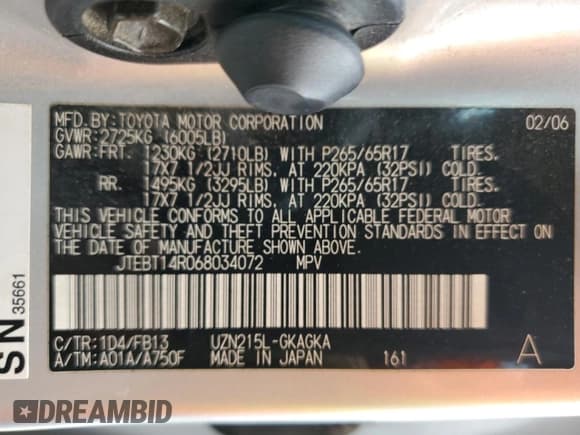 MFD.BY:TOYOTA MOTOR CORPORATION 02/06
GVWR:2725KG (6005LB)
GAWR:FRT. 1230KG (2710LB) WITH P265/65R17 TIRES.
17X7 1/2JJ RIMS, AT 220KPA (32PSI) COLD.
RR. 1495KG (3295LB) WITH P265/65R17 TIRES.
17X7 1/2JJ RIMS, AT 220KPA (32PSI) COLD.
THIS VEHICLE CONFORMS TO ALL APPLICABLE FEDERAL MOTOR
VEHICLE SAFETY AND THEFT PREVENTION STANDARDS IN EFFECT ON
THE DATE OF MANUFACTURE SHOWN ABOVE.
JTEBT14R068034072 MPV
C/TR:1D4/FB13 UZN215L-GKAGKA
A/TM:A01A/A750F MADE IN JAPAN 161 A
SN 35661
DREAMBID